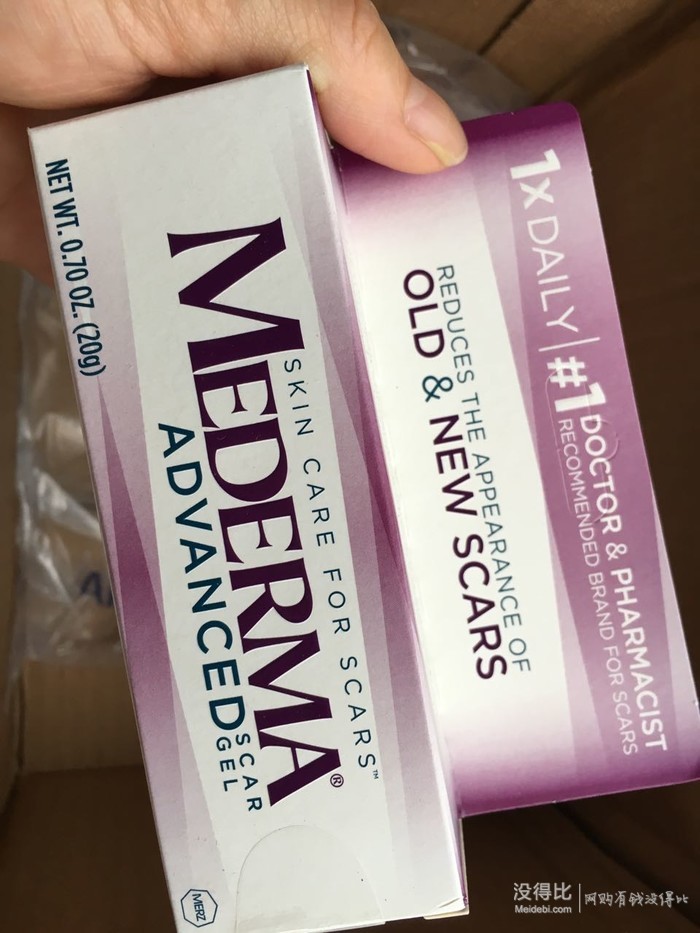 SKIN CARE FOR SCARS™
MEDERMA®
ADVANCED
SCAR
GEL
NET WT. 0.70 OZ. (20g)
MERZ
1X DAILY | #1 DOCTOR & PHARMACIST
RECOMMENDED BRAND FOR SCARS
REDUCES THE APPEARANCE OF
OLD & NEW SCARS
没得比
Meidebi.com
网购有钱没得比